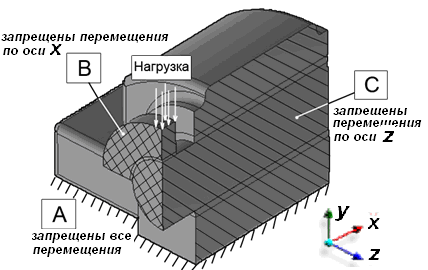 запрещены перемещения
по оси X
B
Нагрузка
C
запрещены
перемещения
по оси Z
A
запрещены все
перемещения
y
x
z